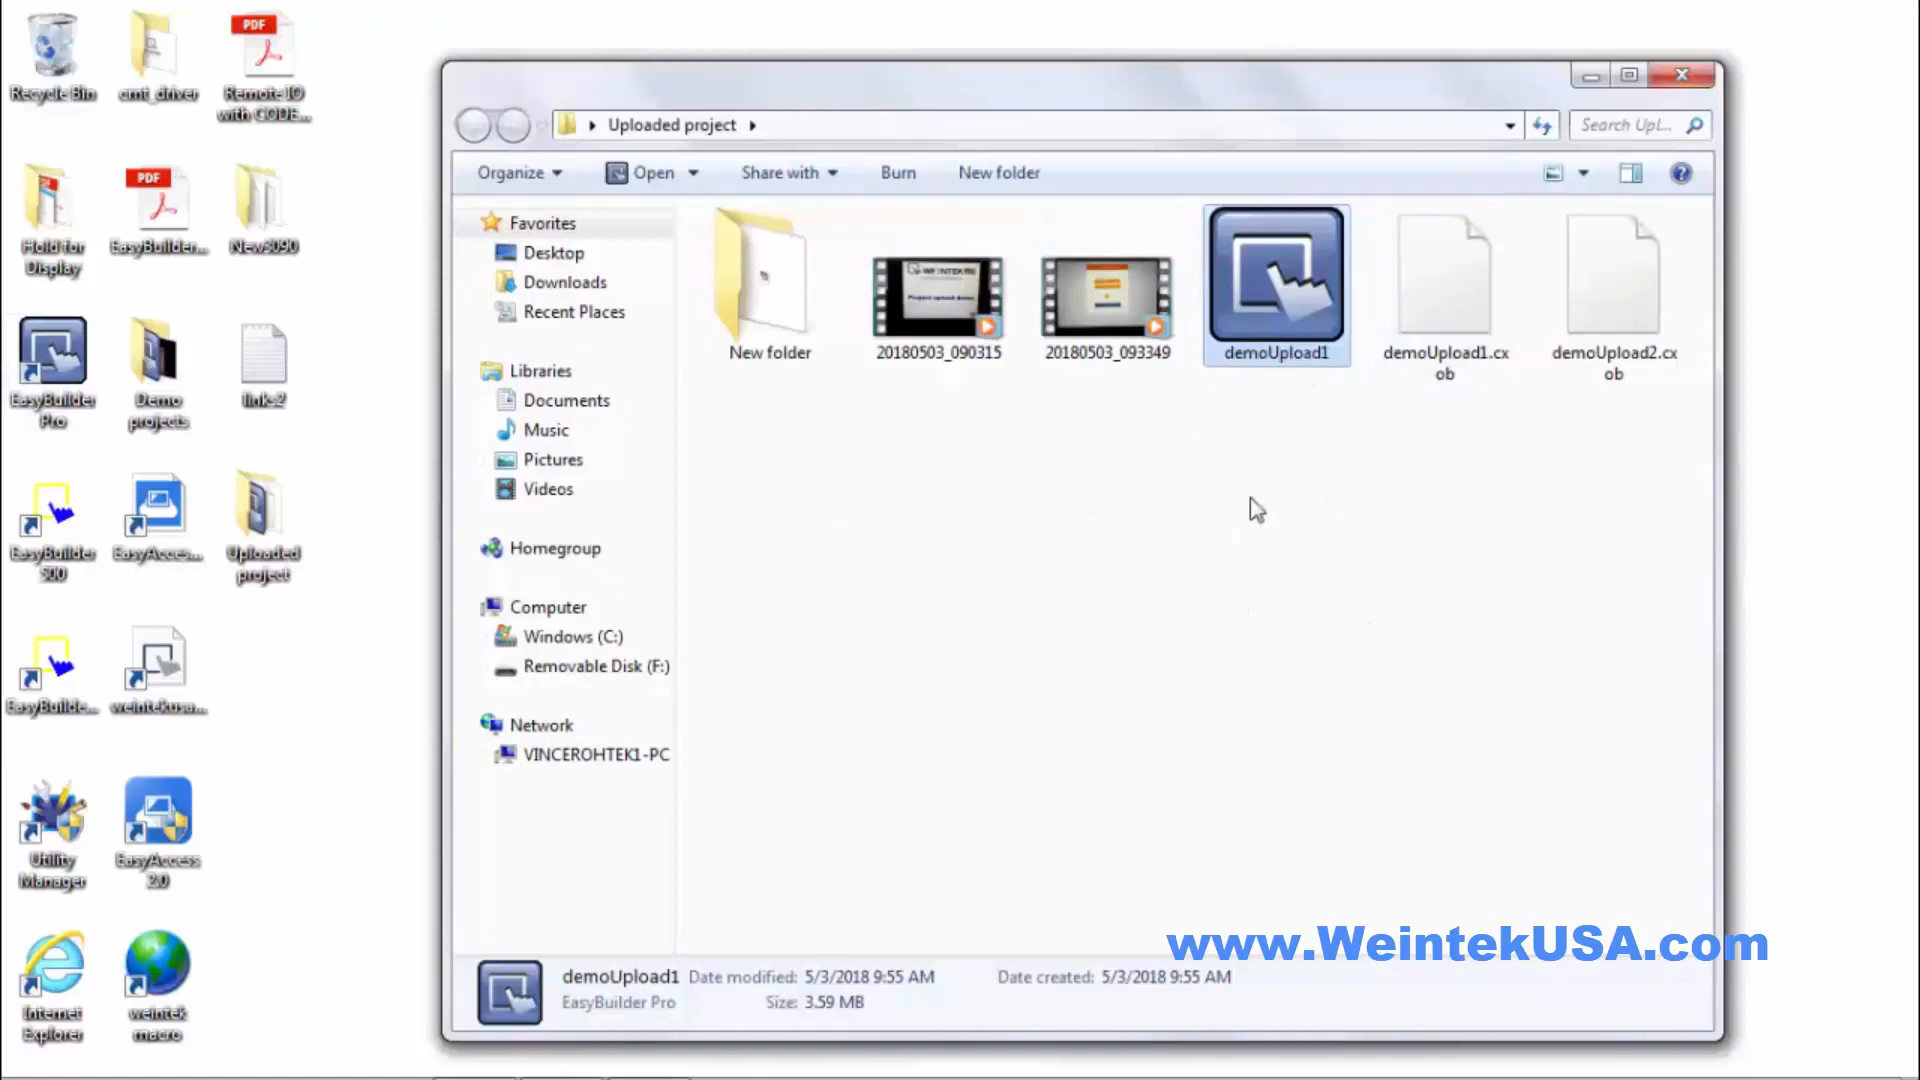 Recycle Bin
cmt_driver
Remote IO
with CODE...
Hold for
Display
EasyBuilder...
New3090
EasyBuilder
Pro
Demo
projects
EasyBuilder
500
EasyAcces...
Uploaded
project
EasyBuilde...
weintekusa...
Utility
Manager
EasyAccess
2.0
Internet
Explorer
weintek
macro
Uploaded project
Search Upl...
Organize
Open
Share with
Burn
New folder
Favorites
Desktop
Downloads
Recent Places
Libraries
Documents
Music
Pictures
Videos
Homegroup
Computer
Windows (C:)
Removable Disk (F:)
Network
VINCEROHTEK1-PC
New folder
20180503_090315
20180503_093349
demoUpload1
demoUpload1.cx
ob
demoUpload2.cx
ob
www.WeintekUSA.com
demoUpload1 Date modified: 5/3/2018 9:55 AM Date created: 5/3/2018 9:55 AM
EasyBuilder Pro Size: 3.59 MB